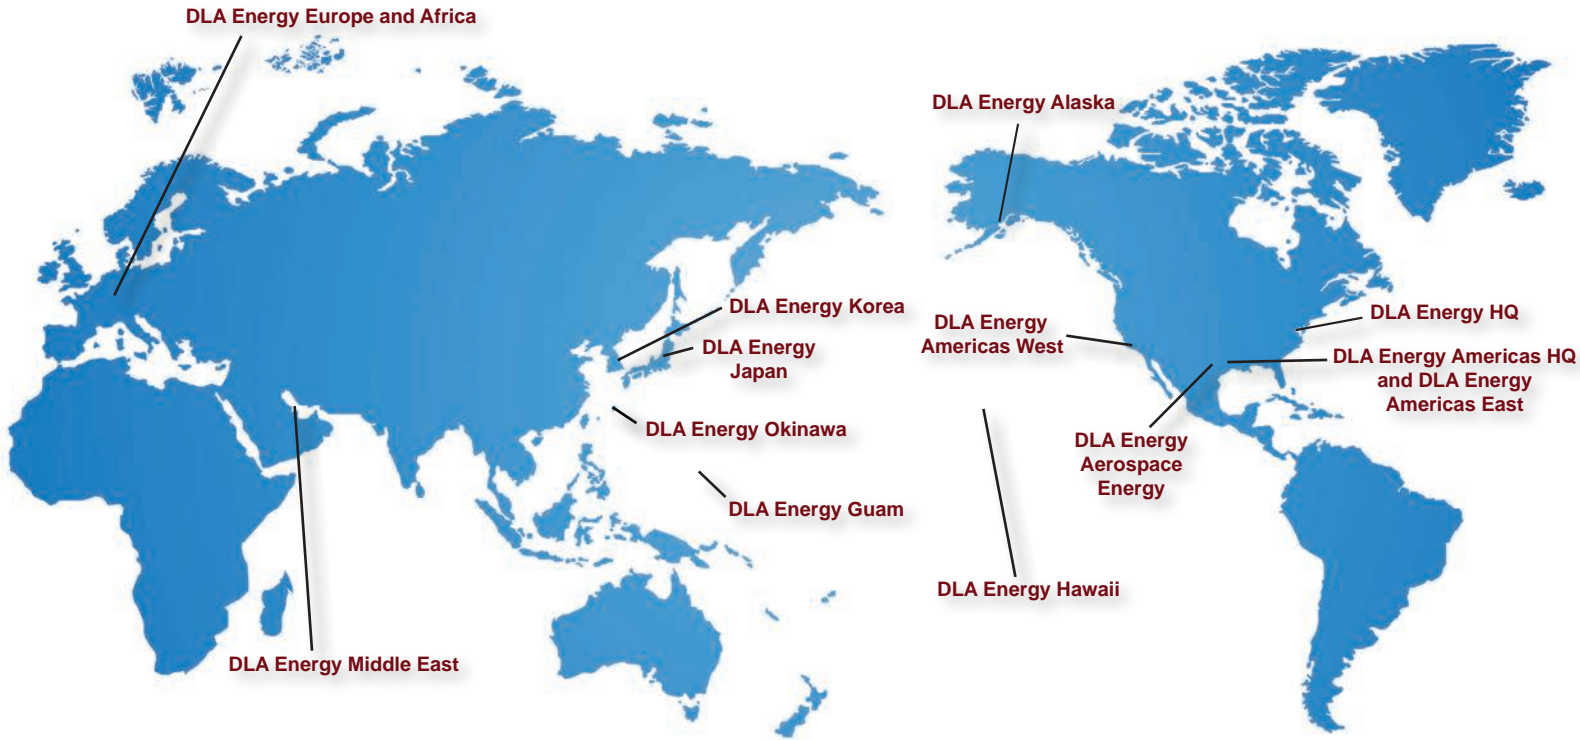 DLA Energy Europe and Africa
DLA Energy Alaska
DLA Energy Korea
DLA Energy
Japan
DLA Energy Okinawa
DLA Energy Guam
DLA Energy Middle East
DLA Energy
Americas West
DLA Energy HQ
DLA Energy Americas HQ
and DLA Energy
Americas East
DLA Energy
Aerospace
Energy
DLA Energy Hawaii